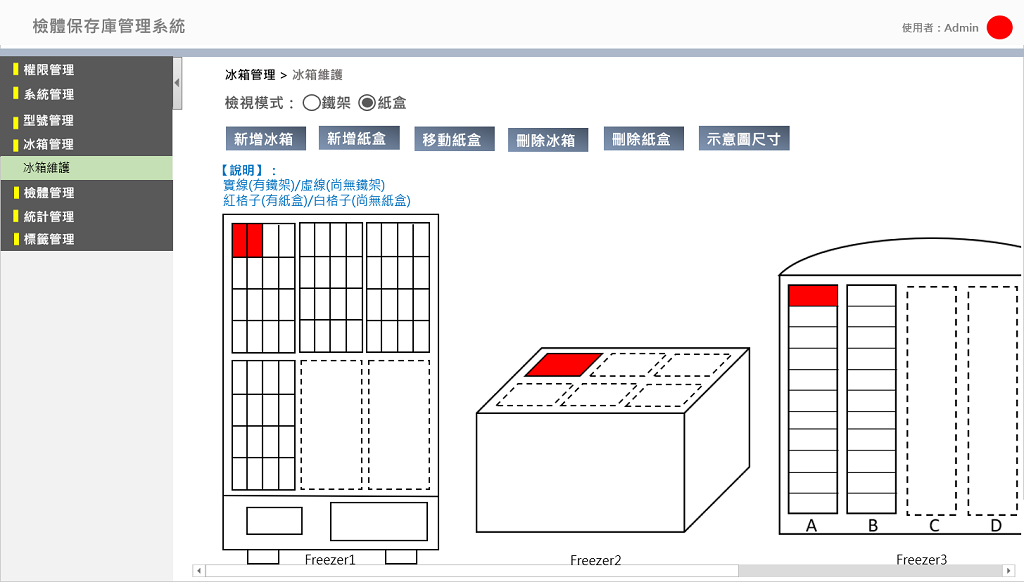 檢體保存庫管理系統
使用者：Admin
權限管理
系統管理
型號管理
冰箱管理
冰箱維護
檢體管理
統計管理
標籤管理
冰箱管理 > 冰箱維護
檢視模式： 鐵架 紙盒
新增冰箱 新增紙盒 移動紙盒 刪除冰箱 刪除紙盒 示意圖尺寸
【說明】：
實線(有鐵架)/虛線(尚無鐵架)
紅格子(有紙盒)/白格子(尚無紙盒)
A B C D
Freezer1 Freezer2 Freezer3